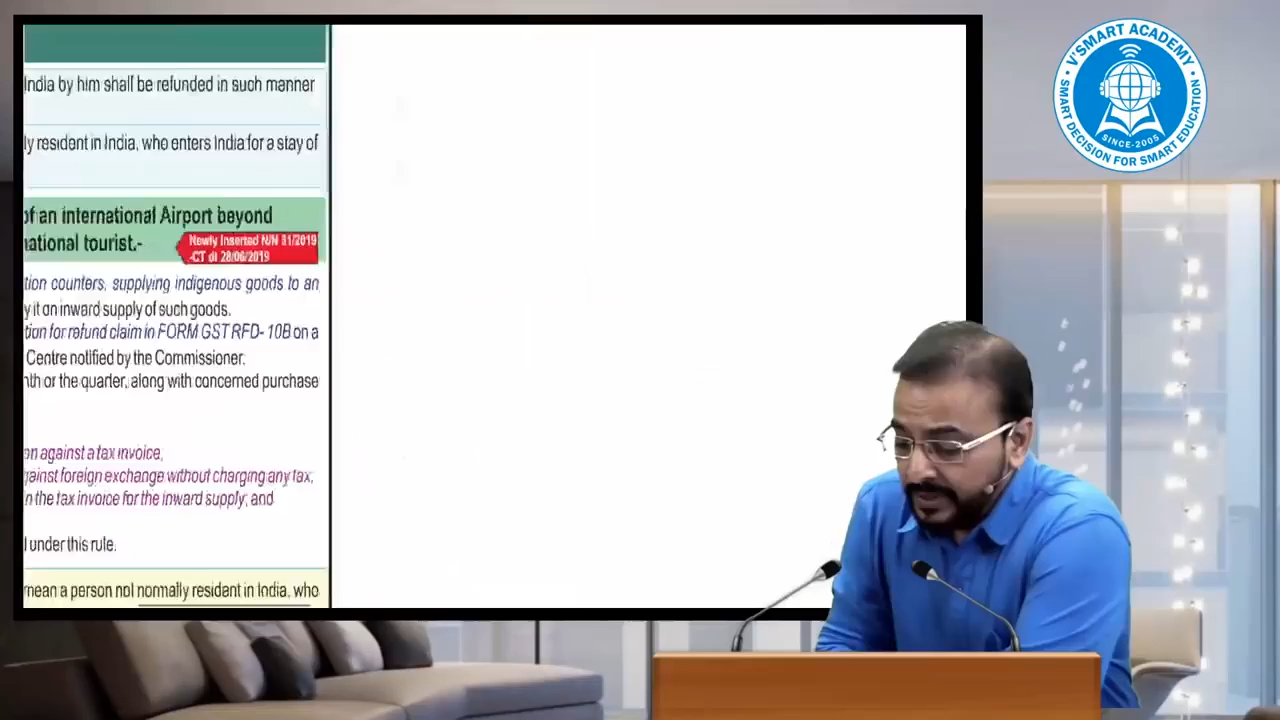 India by him shall be refunded in such manner
ly resident in India, who enters India for a stay of
of an international Airport beyond
national tourist.-
Newly Inserted N/N 31/2019
-CT dt 28/06/2019
tion counters, supplying indigenous goods to an
y it on inward supply of such goods.
tion for refund claim in FORM GST RFD- 10B on a
Centre notified by the Commissioner.
nth or the quarter, along with concerned purchase
on against a tax invoice,
gainst foreign exchange without charging any tax;
n the tax invoice for the inward supply; and
l under this rule.
mean a person not normally resident in India, who
V'SMART ACADEMY
SMART DECISION FOR SMART EDUCATION
SINCE-2005